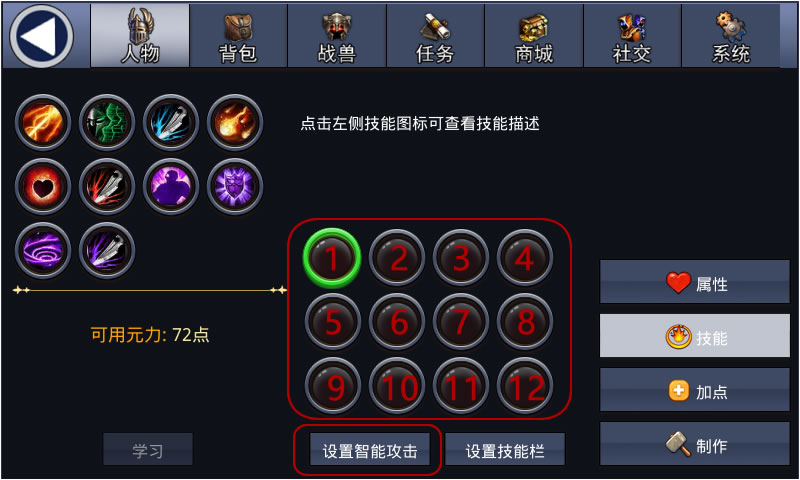 人物 背包 战兽 任务 商城 社交 系统
点击左侧技能图标可查看技能描述
1 2 3 4
5 6 7 8
9 10 11 12
可用元力: 72点
学习
设置智能攻击 设置技能栏
属性
技能
加点
制作